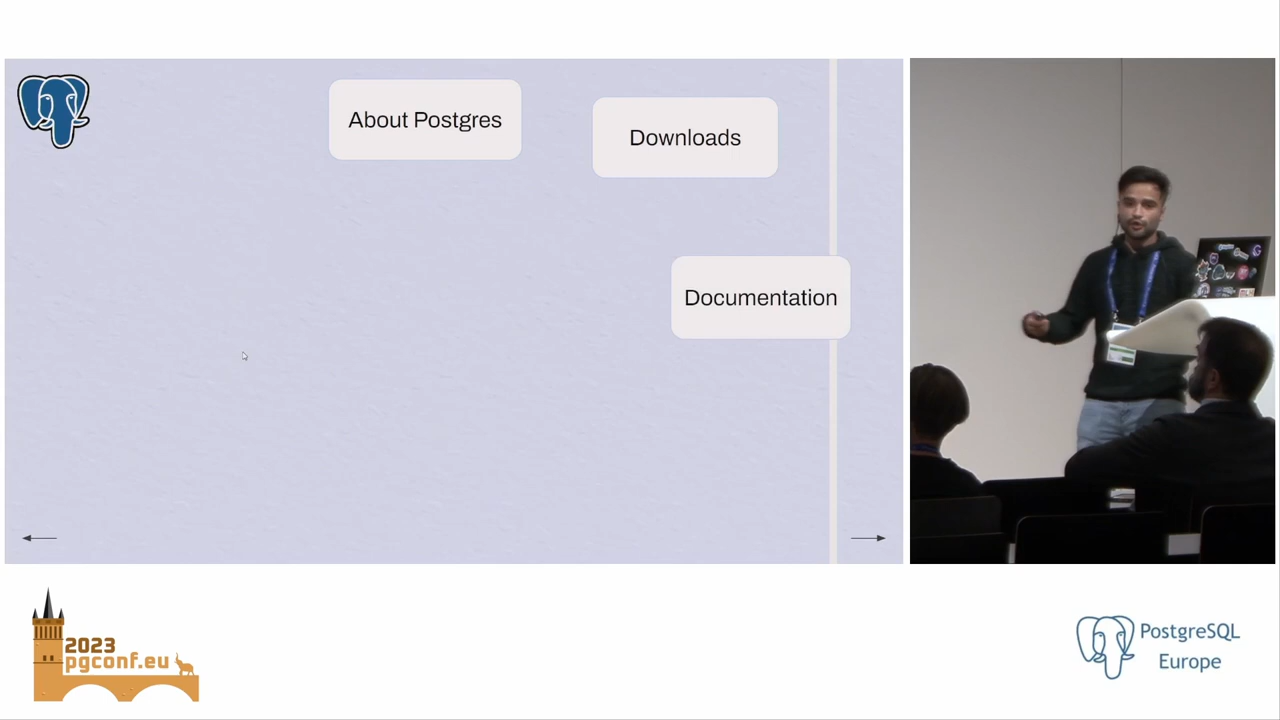 About Postgres
Downloads
Documentation
2023
pgconf.eu
PostgreSQL
Europe